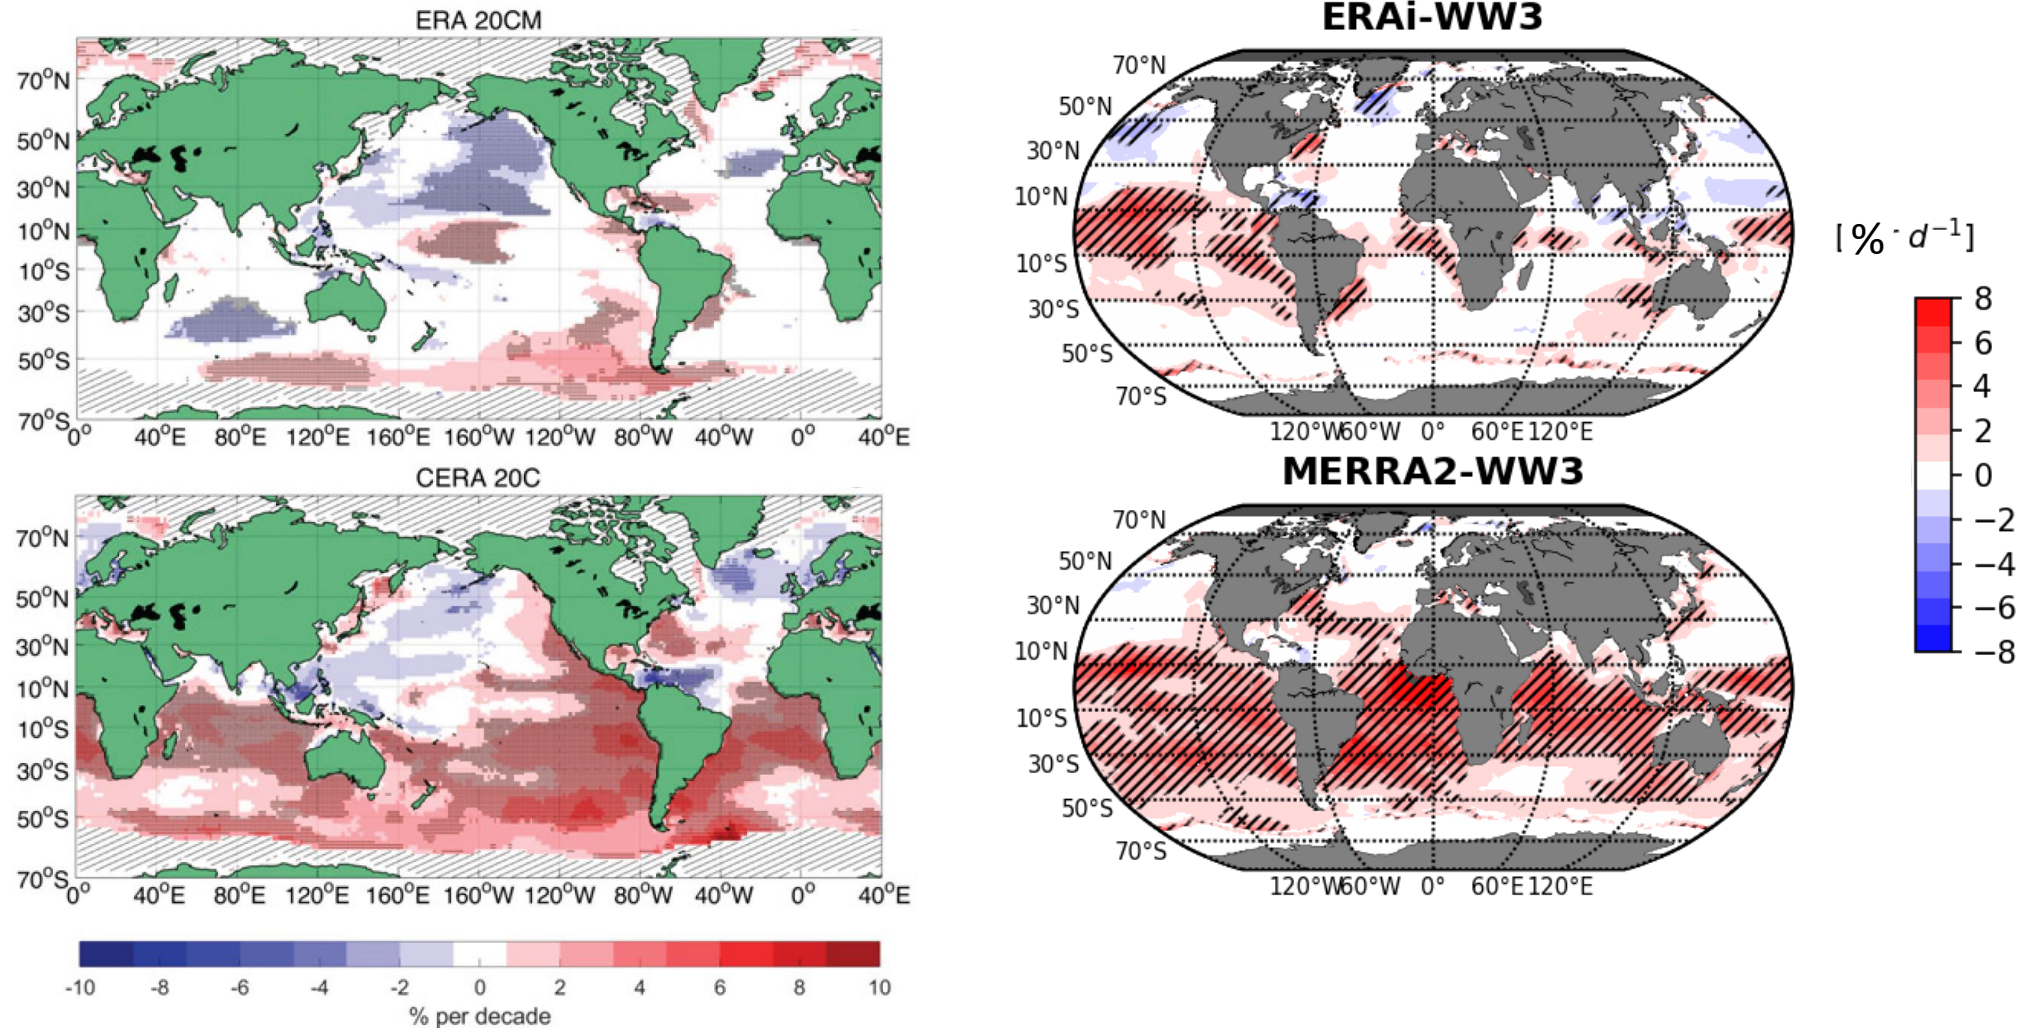 ERA 20CM
70°N
50°N
30°N
10°N
10°S
30°S
50°S
70°S
0° 40°E 80°E 120°E 160°E 160°W 120°W 80°W 40°W 0° 40°E
CERA 20C
70°N
50°N
30°N
10°N
10°S
30°S
50°S
70°S
0° 40°E 80°E 120°E 160°E 160°W 120°W 80°W 40°W 0° 40°E
-10 -8 -6 -4 -2 0 2 4 6 8 10
% per decade
ERAi-WW3
70°N
50°N
30°N
10°N
10°S
30°S
50°S
70°S
120°W 60°W 0° 60°E 120°E
MERRA2-WW3
70°N
50°N
30°N
10°N
10°S
30°S
50°S
70°S
120°W 60°W 0° 60°E 120°E
[% · d⁻¹]
8
6
4
2
0
−2
−4
−6
−8